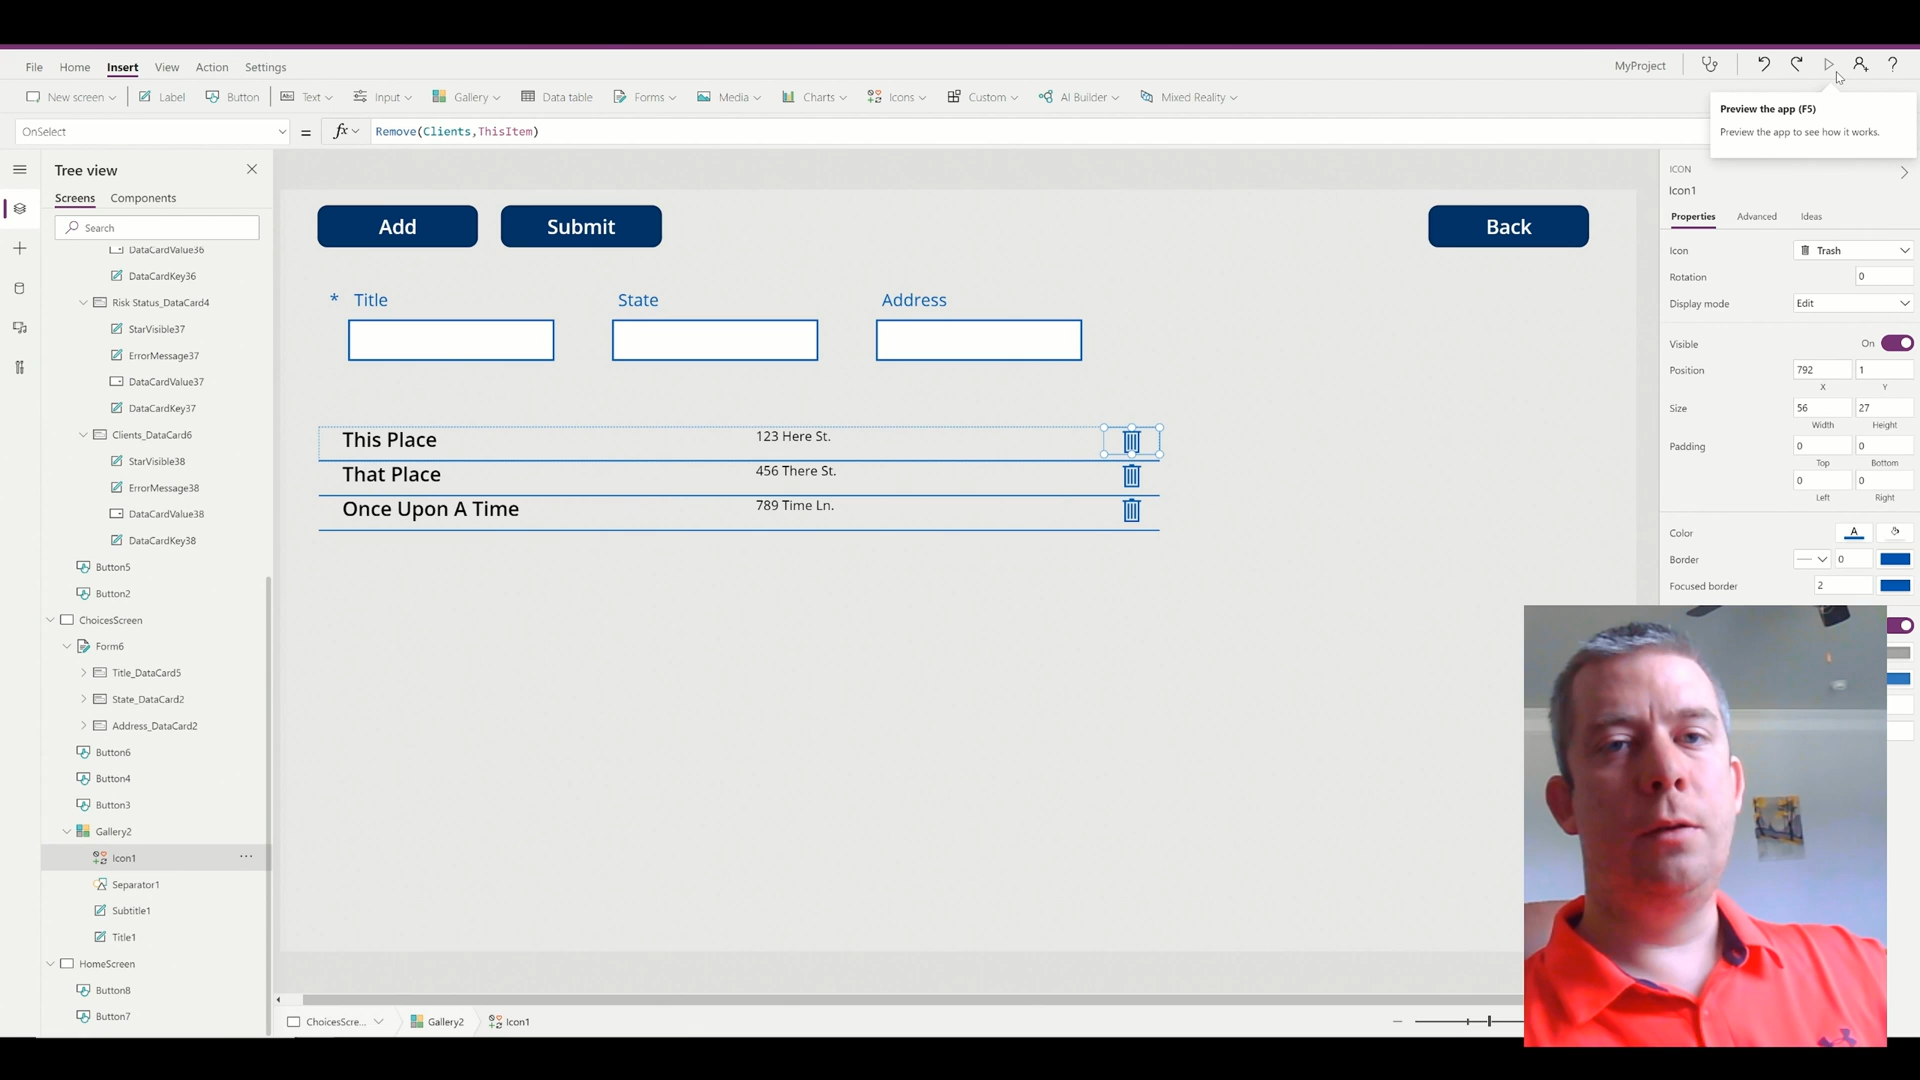 File Home Insert View Action Settings MyProject ?
New screen Label Button Text Input Gallery Data table Forms Media Charts Icons Custom AI Builder Mixed Reality
Preview the app (F5)
Preview the app to see how it works.
OnSelect = fx Remove(Clients,ThisItem)
Tree view
Screens Components
Search
DataCardValue36
DataCardKey36
Risk Status_DataCard4
StarVisible37
ErrorMessage37
DataCardValue37
DataCardKey37
Clients_DataCard6
StarVisible38
ErrorMessage38
DataCardValue38
DataCardKey38
Button5
Button2
ChoicesScreen
Form6
Title_DataCard5
State_DataCard2
Address_DataCard2
Button6
Button4
Button3
Gallery2
Icon1 ...
Separator1
Subtitle1
Title1
HomeScreen
Button8
Button7
Add Submit Back
* Title State Address
This Place 123 Here St.
That Place 456 There St.
Once Upon A Time 789 Time Ln.
ChoicesScre... Gallery2 Icon1
ICON
Icon1
Properties Advanced Ideas
Icon Trash
Rotation 0
Display mode Edit
Visible On
Position 792 1
X Y
Size 56 27
Width Height
Padding 0 0
Top Bottom
0 0
Left Right
Color A
Border 0
Focused border 2